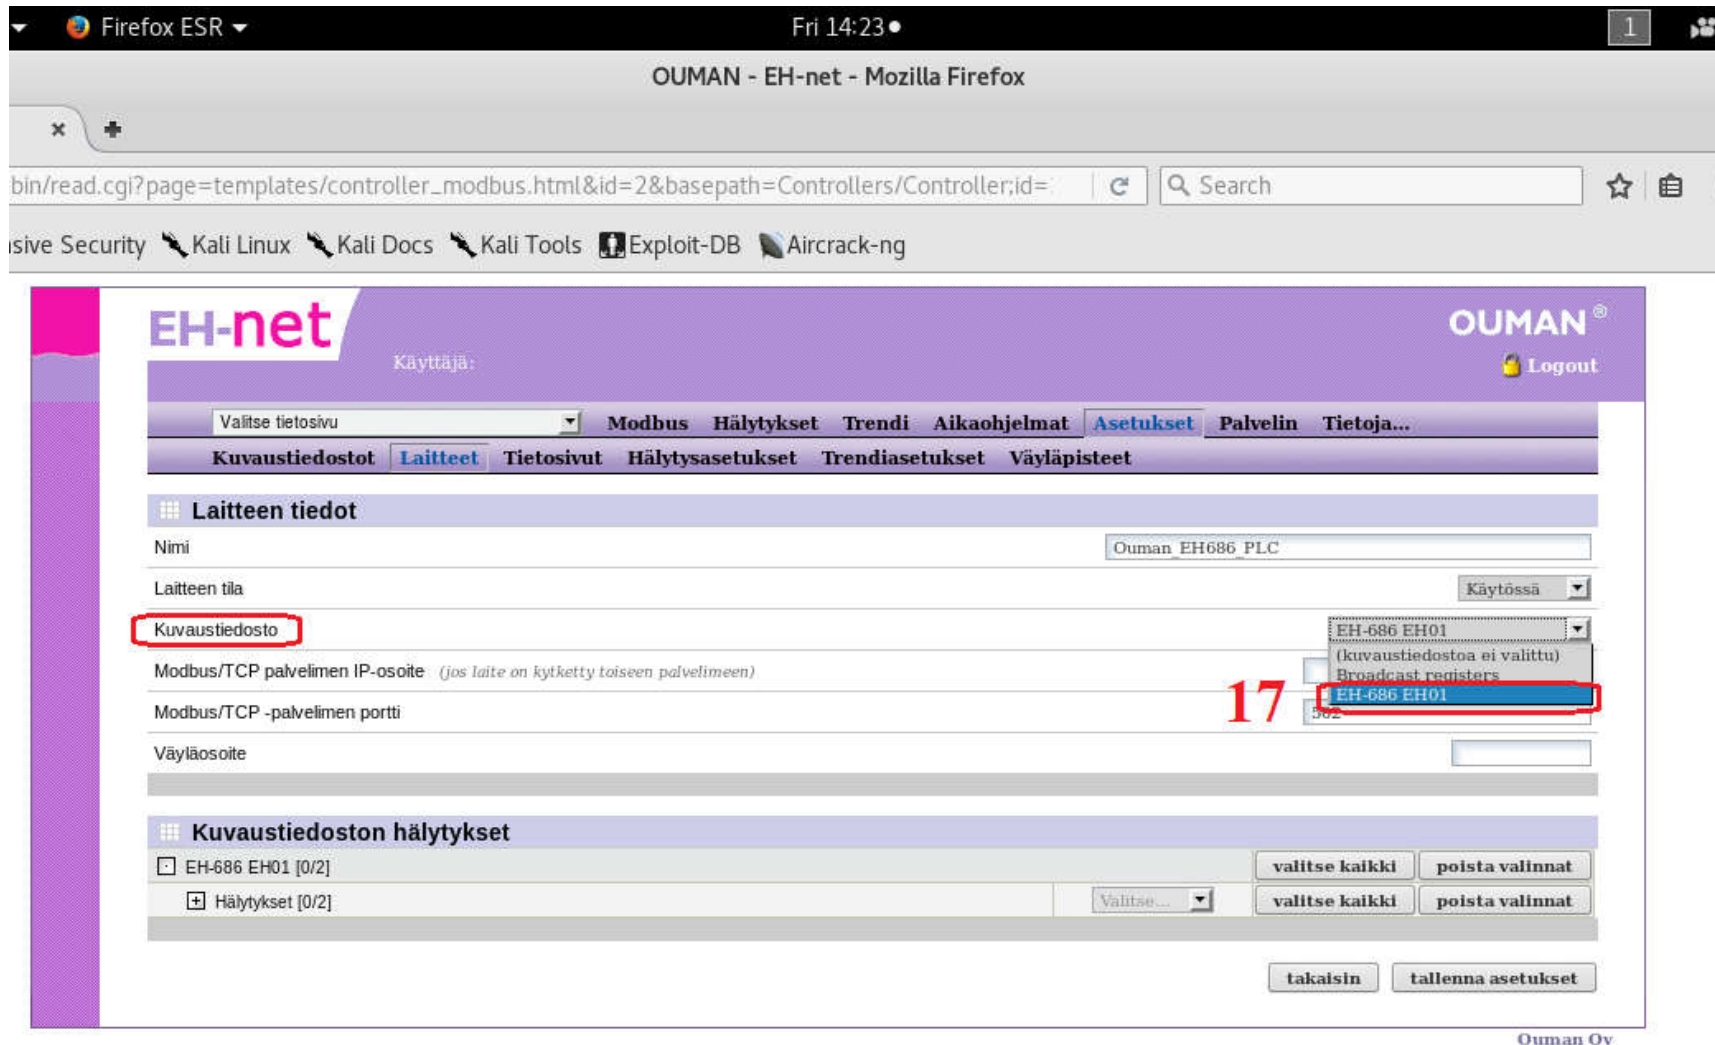 Firefox ESR
Fri 14:23
1
OUMAN - EH-net - Mozilla Firefox
bin/read.cgi?page=templates/controller_modbus.html&id=2&basepath=Controllers/Controller;id=
Search
sive Security Kali Linux Kali Docs Kali Tools Exploit-DB Aircrack-ng
EH-net
OUMAN®
Käyttäjä:
Logout
Valitse tietosivu Modbus Hälytykset Trendi Aikaohjelmat Asetukset Palvelin Tietoja...
Kuvaustiedostot Laitteet Tietosivut Hälytysasetukset Trendiasetukset Väyläpisteet
Laitteen tiedot
Nimi Ouman_EH686_PLC
Laitteen tila Käytössä
Kuvaustiedosto EH-686 EH01
(kuvaustiedostoa ei valittu)
Modbus/TCP palvelimen IP-osoite (jos laite on kytketty toiseen palvelimeen)
Broadcast registers
17 EH-686 EH01
Modbus/TCP -palvelimen portti 502
Väyläosoite
Kuvaustiedoston hälytykset
EH-686 EH01 [0/2] valitse kaikki poista valinnat
Hälytykset [0/2] Valitse... valitse kaikki poista valinnat
takaisin tallenna asetukset
Ouman Oy